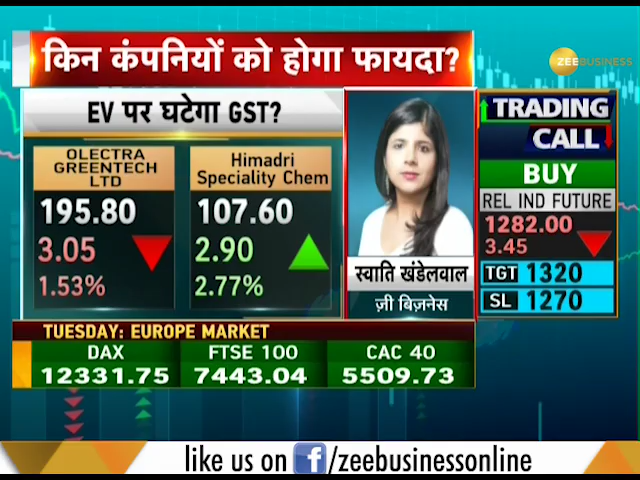 किन कंपनियों को होगा फायदा?
ZEEBUSINESS
EV पर घटेगा GST?
OLECTRA
GREENTECH
LTD
195.80
3.05
1.53%
Himadri
Speciality Chem
107.60
2.90
2.77%
स्वाति खंडेलवाल
ज़ी बिज़नेस
TRADING
CALL
BUY
REL IND FUTURE
1282.00
3.45
TGT 1320
SL 1270
TUESDAY: EUROPE MARKET
DAX
12331.75
FTSE 100
7443.04
CAC 40
5509.73
like us on f/zeebusinessonline